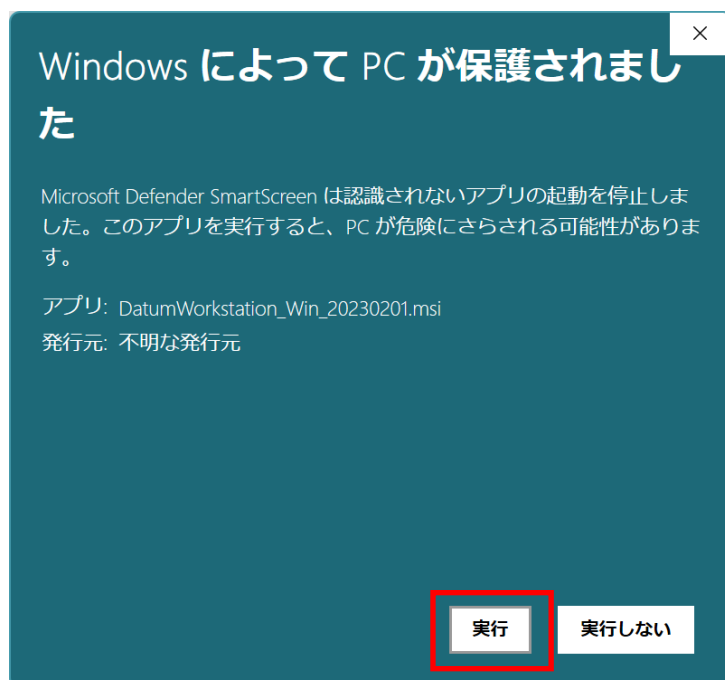 Windows によって PC が保護されまし
た
Microsoft Defender SmartScreen は認識されないアプリの起動を停止しま
した。このアプリを実行すると、PC が危険にさらされる可能性がありま
す。
アプリ: DatumWorkstation_Win_20230201.msi
発行元: 不明な発行元
実行 実行しない